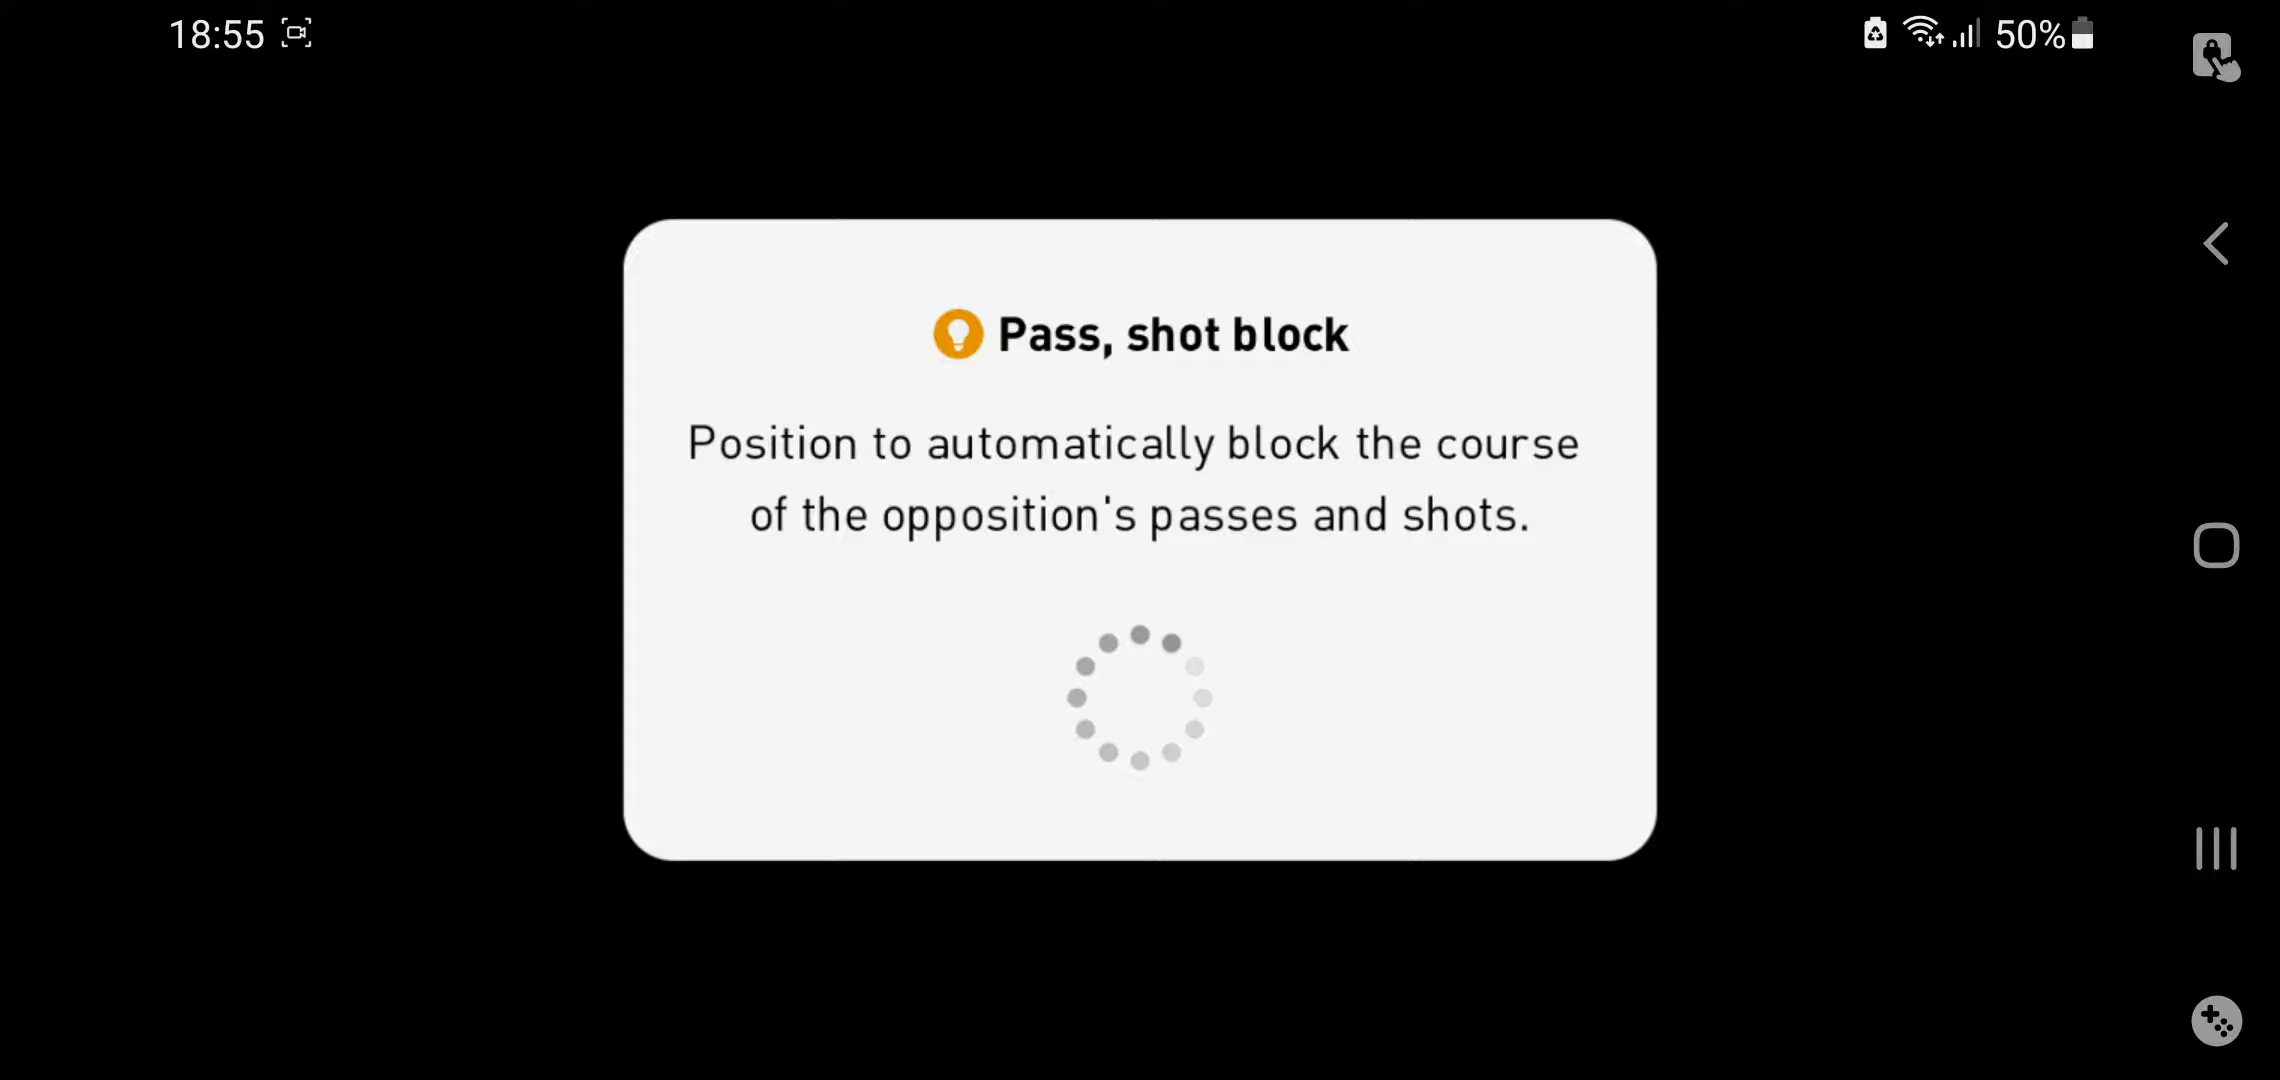 18:55
50%
Pass, shot block
Position to automatically block the course
of the opposition's passes and shots.